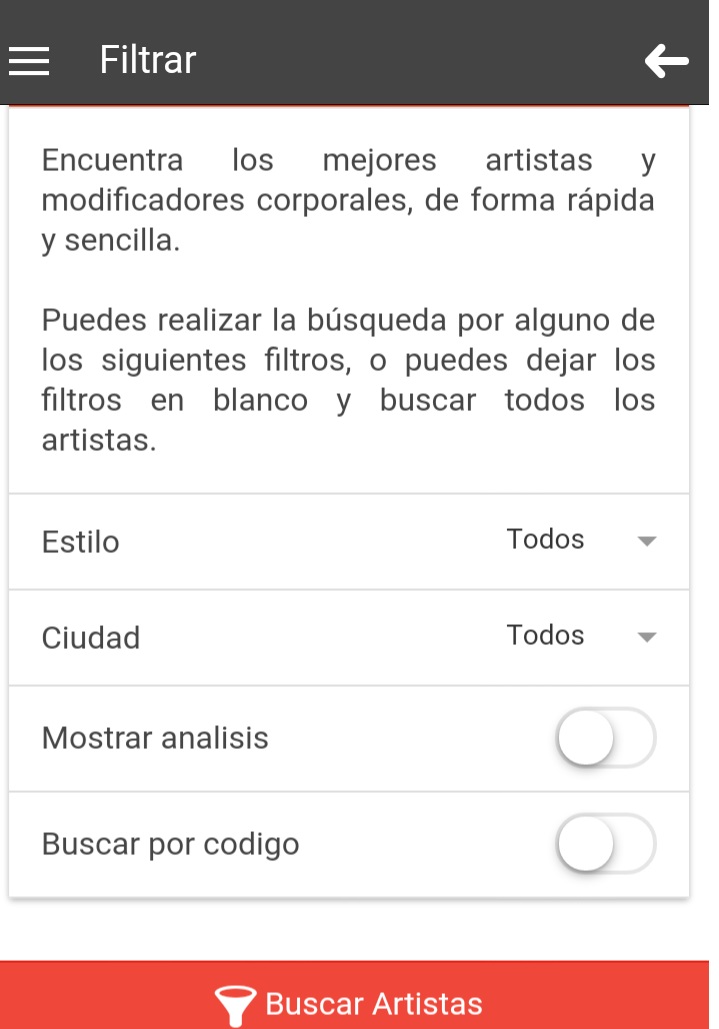 Filtrar
Encuentra los mejores artistas y
modificadores corporales, de forma rápida
y sencilla.
Puedes realizar la búsqueda por alguno de
los siguientes filtros, o puedes dejar los
filtros en blanco y buscar todos los
artistas.
Estilo Todos
Ciudad Todos
Mostrar analisis
Buscar por codigo
Buscar Artistas